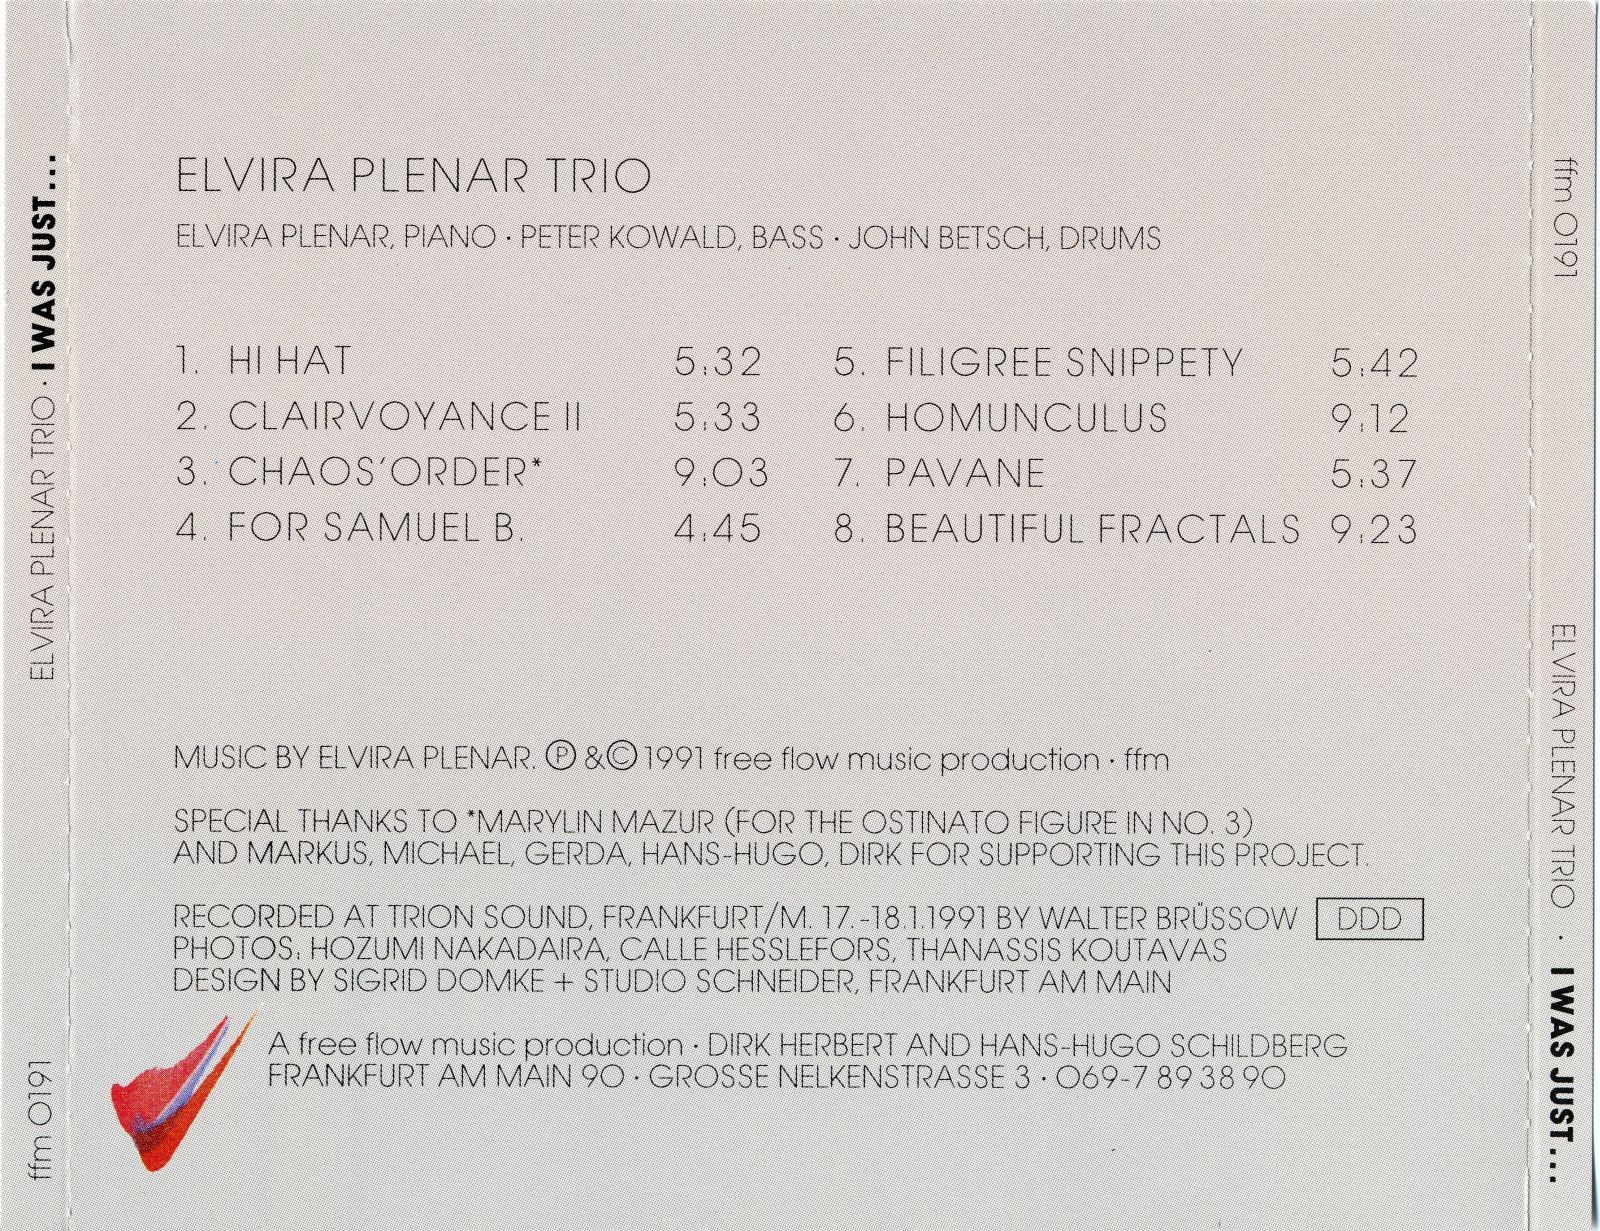 ELVIRA PLENAR TRIO · I WAS JUST...
ffm 0191
ELVIRA PLENAR TRIO
ELVIRA PLENAR, PIANO · PETER KOWALD, BASS · JOHN BETSCH, DRUMS
1. HI HAT 5:32
2. CLAIRVOYANCE II 5:33
3. CHAOS'ORDER* 9:03
4. FOR SAMUEL B. 4:45
5. FILIGREE SNIPPETY 5:42
6. HOMUNCULUS 9:12
7. PAVANE 5:37
8. BEAUTIFUL FRACTALS 9:23
MUSIC BY ELVIRA PLENAR. Ⓟ & © 1991 free flow music production · ffm
SPECIAL THANKS TO *MARYLIN MAZUR (FOR THE OSTINATO FIGURE IN NO. 3)
AND MARKUS, MICHAEL, GERDA, HANS-HUGO, DIRK FOR SUPPORTING THIS PROJECT.
RECORDED AT TRION SOUND, FRANKFURT/M. 17.-18.1.1991 BY WALTER BRÜSSOW DDD
PHOTOS: HOZUMI NAKADAIRA, CALLE HESSLEFORS, THANASSIS KOUTAVAS
DESIGN BY SIGRID DOMKE + STUDIO SCHNEIDER, FRANKFURT AM MAIN
A free flow music production · DIRK HERBERT AND HANS-HUGO SCHILDBERG
FRANKFURT AM MAIN 90 · GROSSE NELKENSTRASSE 3 · 069-7 89 38 90
ffm 0191
ELVIRA PLENAR TRIO · I WAS JUST...